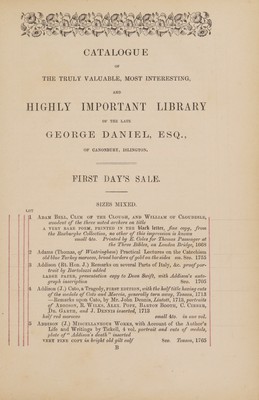 CATALOGUE
OF
THE TRULY VALUABLE, MOST INTERESTING,
AND
HIGHLY IMPORTANT LIBRARY
OF THE LATE
GEORGE DANIEL, ESQ.,
OF CANONBURY, ISLINGTON,
FIRST DAY'S SALE.
SIZES MIXED.
LOT
1 ADAM BELL, CLIM OF THE CLOUGH, AND WILLIAM OF CLOUDESLE,
woodcut of the three noted archers on title
A VERY RARE POEM, PRINTED IN THE black letter, fine copy, from
the Roxburghe Collection, no other of this impression is known
small 4to. Printed by E. Cotes for Thomas Passenger at
the Three Bibles, on London Bridge, 1668
2 Adams (Thomas, of Wintringham) Practical Lectures on the Catechism
old blue Turkey morocco, broad borders of gold on the sides 8vo. See 1755
3 Addison (Rt. Hon. J.) Remarks on several Parts of Italy, &c. proof portrait
by Bartolozzi added
LARGE PAPER, presentation copy to Dean Swift, with Addison's autograph
inscription 8vo. 1705
4 Addison (J.) Cato, a Tragedy, FIRST EDITION, with the half title having cuts
of the medals of Cato and Marcia, generally torn away, Tonson, 1713
—Remarks upon Cato, by Mr. John Dennis, Lintott, 1713, portraits
of ADDISON, R. WILKS, ALEX. POPE, BARTON BOOTH, C. CIBBER,
DR. GARTH, and J. DENNIS inserted, 1713
half red morocco small 4to. in one vol.
5 ADDISON (J.) MISCELLANEOUS WORKS, with Account of the Author's
Life and Writings by Tickell, 4 vol. portrait and cuts of medals,
plate of "Addison's death" inserted
VERY FINE COPY in bright old gilt calf 8vo Tonson, 1765
B